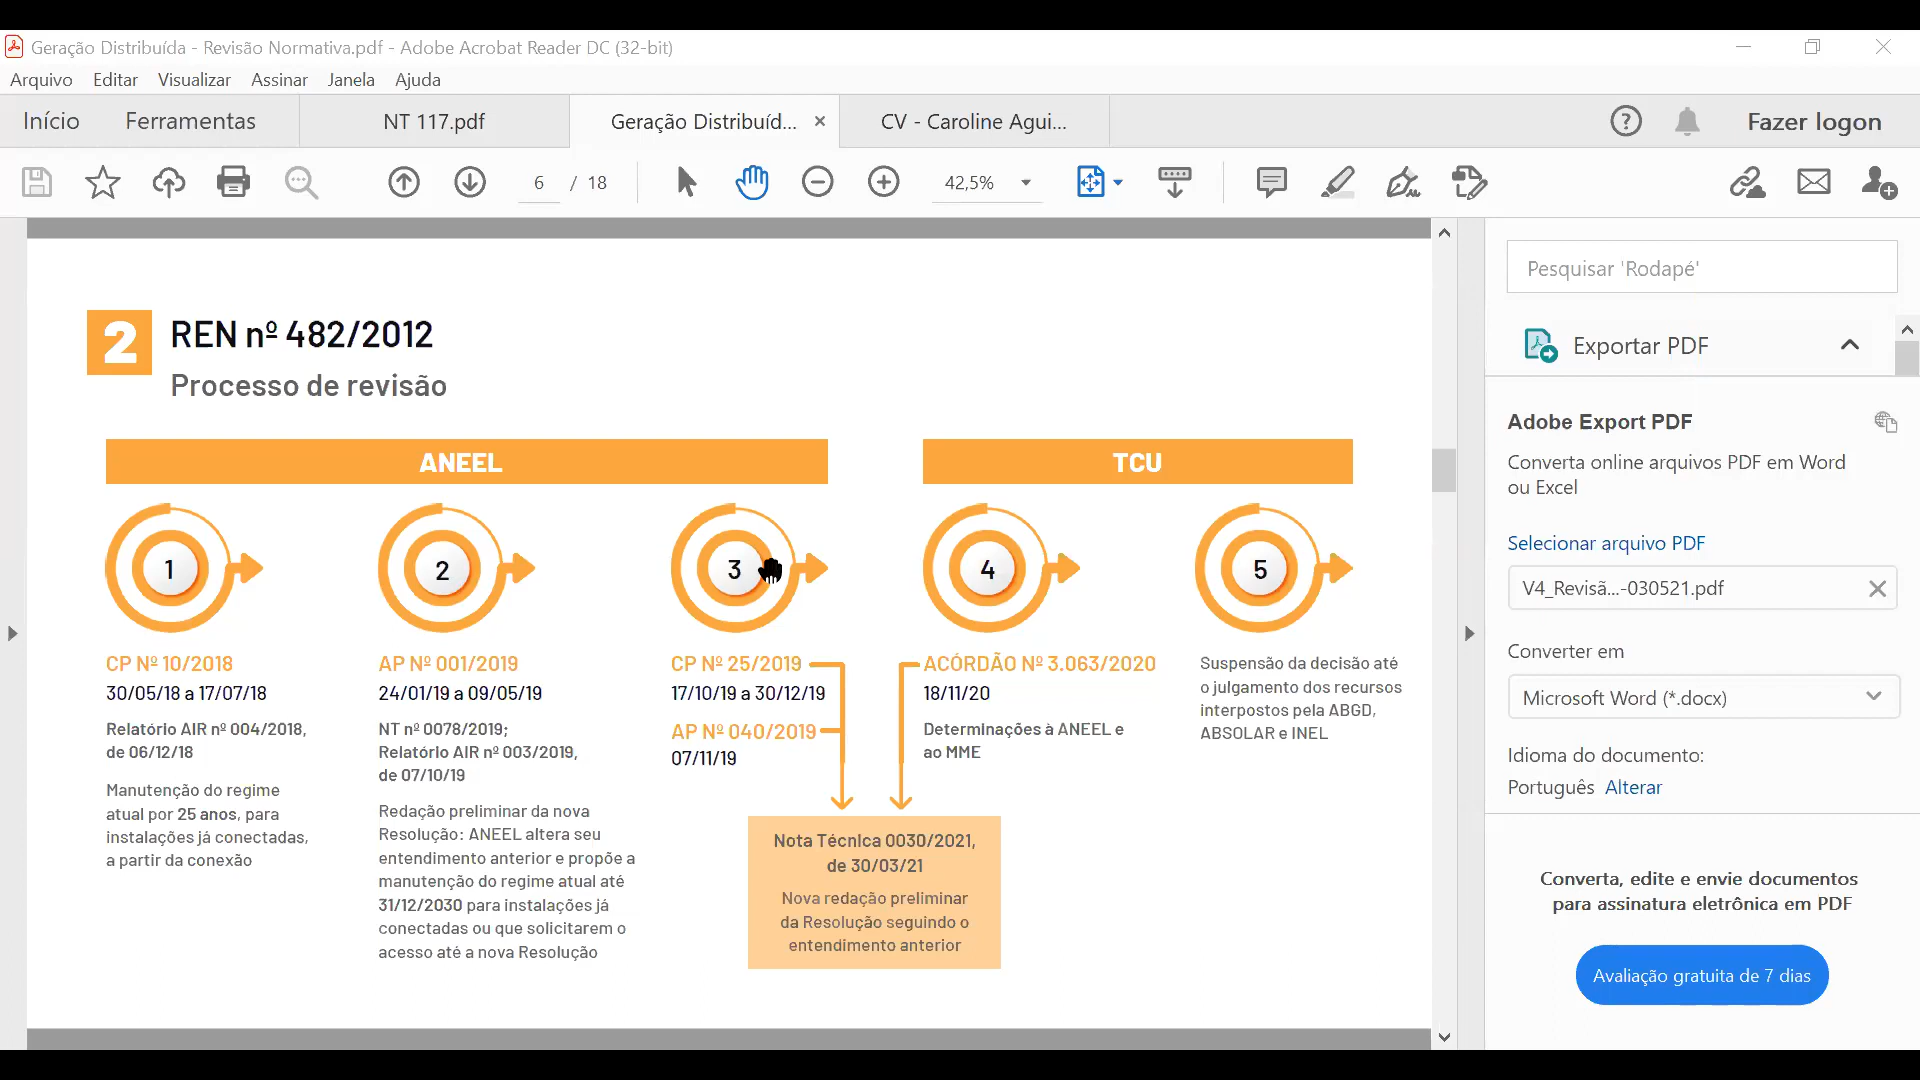 Geração Distribuída - Revisão Normativa.pdf - Adobe Acrobat Reader DC (32-bit)
Arquivo Editar Visualizar Assinar Janela Ajuda
Início Ferramentas NT 117.pdf Geração Distribuíd... × CV - Caroline Agui... ? Fazer logon
6 / 18 42,5%
2
REN nº 482/2012
Processo de revisão
ANEEL
1
CP Nº 10/2018
30/05/18 a 17/07/18
Relatório AIR nº 004/2018,
de 06/12/18
Manutenção do regime
atual por 25 anos, para
instalações já conectadas,
a partir da conexão
2
AP Nº 001/2019
24/01/19 a 09/05/19
NT nº 0078/2019;
Relatório AIR nº 003/2019,
de 07/10/19
Redação preliminar da nova
Resolução: ANEEL altera seu
entendimento anterior e propõe a
manutenção do regime atual até
31/12/2030 para instalações já
conectadas ou que solicitarem o
acesso até a nova Resolução
3
CP Nº 25/2019
17/10/19 a 30/12/19
AP Nº 040/2019
07/11/19
TCU
4
ACÓRDÃO Nº 3.063/2020
18/11/20
Determinações à ANEEL e
ao MME
5
Suspensão da decisão até
o julgamento dos recursos
interpostos pela ABGD,
ABSOLAR e INEL
Nota Técnica 0030/2021,
de 30/03/21
Nova redação preliminar
da Resolução seguindo o
entendimento anterior
Pesquisar 'Rodapé'
Exportar PDF
Adobe Export PDF
Converta online arquivos PDF em Word
ou Excel
Selecionar arquivo PDF
V4_Revisã...-030521.pdf
Converter em
Microsoft Word (*.docx)
Idioma do documento:
Português Alterar
Converta, edite e envie documentos
para assinatura eletrônica em PDF
Avaliação gratuita de 7 dias